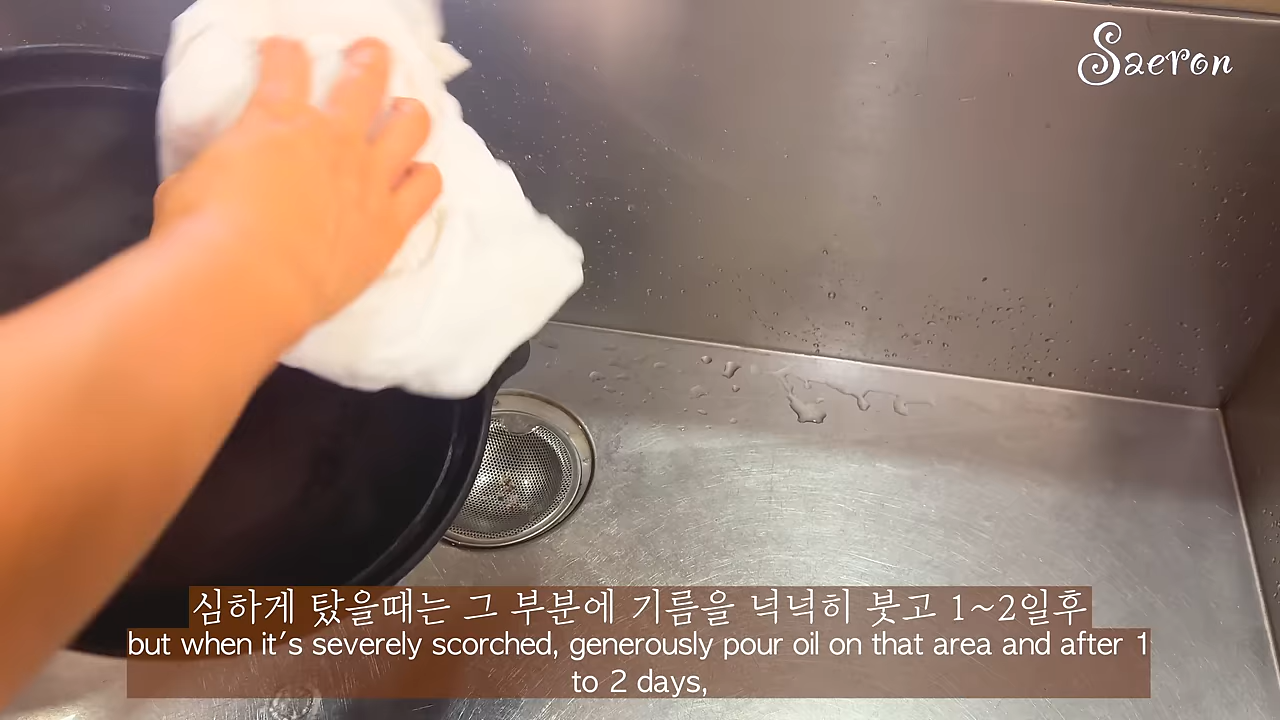 Saeron
심하게 탔을때는 그 부분에 기름을 넉넉히 붓고 1~2일후
but when it's severely scorched, generously pour oil on that area and after 1
to 2 days,